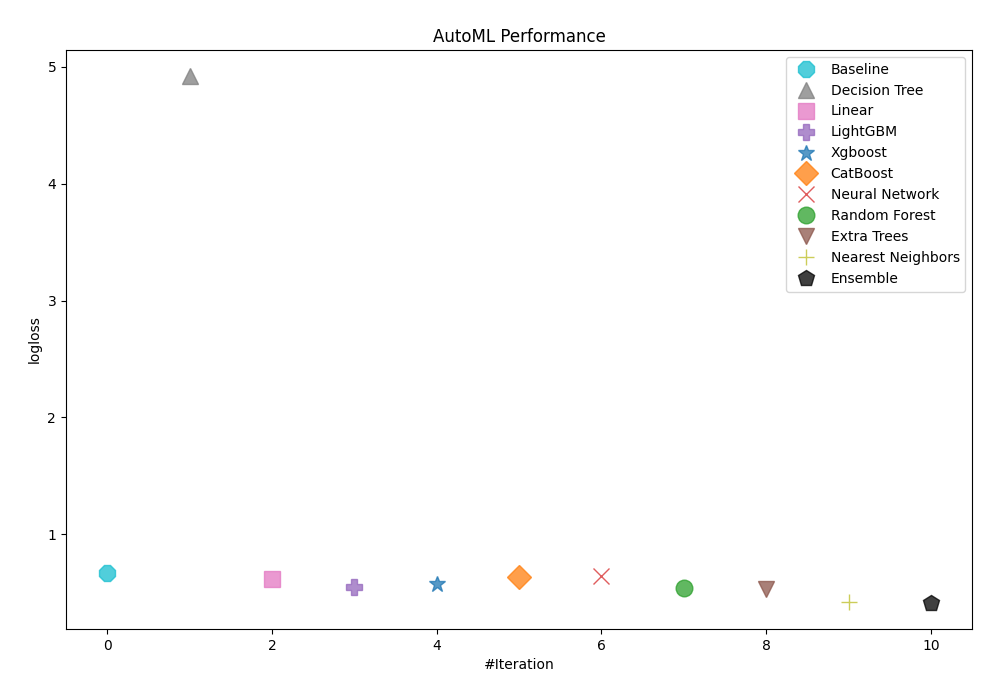 AutoML Performance
5
4
3
2
1
logloss
0
2
4
6
8
10
#Iteration
Baseline
Decision Tree
Linear
LightGBM
Xgboost
CatBoost
Neural Network
Random Forest
Extra Trees
Nearest Neighbors
Ensemble